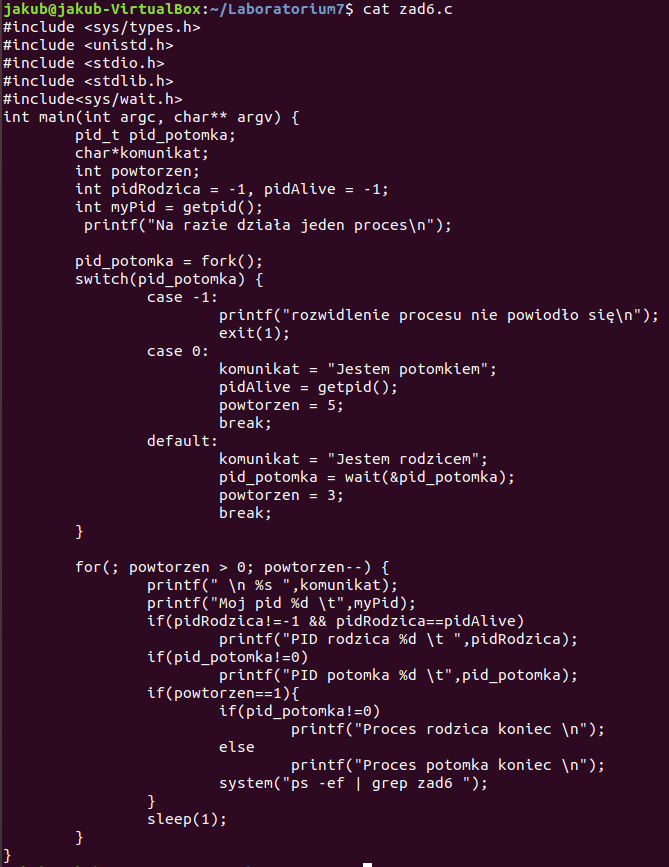 jakub@jakub-VirtualBox:~/Laboratorium7$ cat zad6.c
#include <sys/types.h>
#include <unistd.h>
#include <stdio.h>
#include <stdlib.h>
#include<sys/wait.h>
int main(int argc, char** argv) {
        pid_t pid_potomka;
        char*komunikat;
        int powtorzen;
        int pidRodzica = -1, pidAlive = -1;
        int myPid = getpid();
         printf("Na razie działa jeden proces\n");

        pid_potomka = fork();
        switch(pid_potomka) {
                case -1:
                        printf("rozwidlenie procesu nie powiodło się\n");
                        exit(1);
                case 0:
                        komunikat = "Jestem potomkiem";
                        pidAlive = getpid();
                        powtorzen = 5;
                        break;
                default:
                        komunikat = "Jestem rodzicem";
                        pid_potomka = wait(&pid_potomka);
                        powtorzen = 3;
                        break;
        }

        for(; powtorzen > 0; powtorzen--) {
                printf(" \n %s ",komunikat);
                printf("Moj pid %d \t",myPid);
                if(pidRodzica!=-1 && pidRodzica==pidAlive)
                        printf("PID rodzica %d \t ",pidRodzica);
                if(pid_potomka!=0)
                        printf("PID potomka %d \t",pid_potomka);
                if(powtorzen==1){
                        if(pid_potomka!=0)
                                printf("Proces rodzica koniec \n");
                        else
                                printf("Proces potomka koniec \n");
                        system("ps -ef | grep zad6 ");
                }
                sleep(1);
        }
}